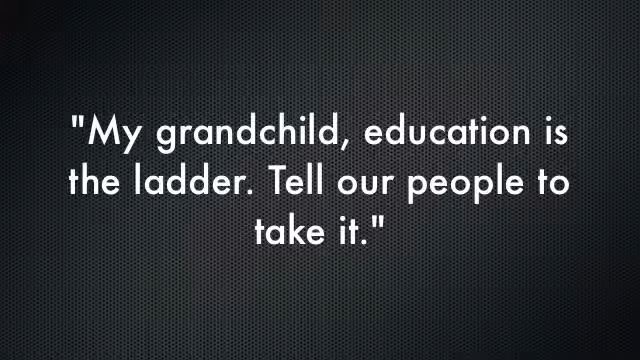 "My grandchild, education is
the ladder. Tell our people to
take it."